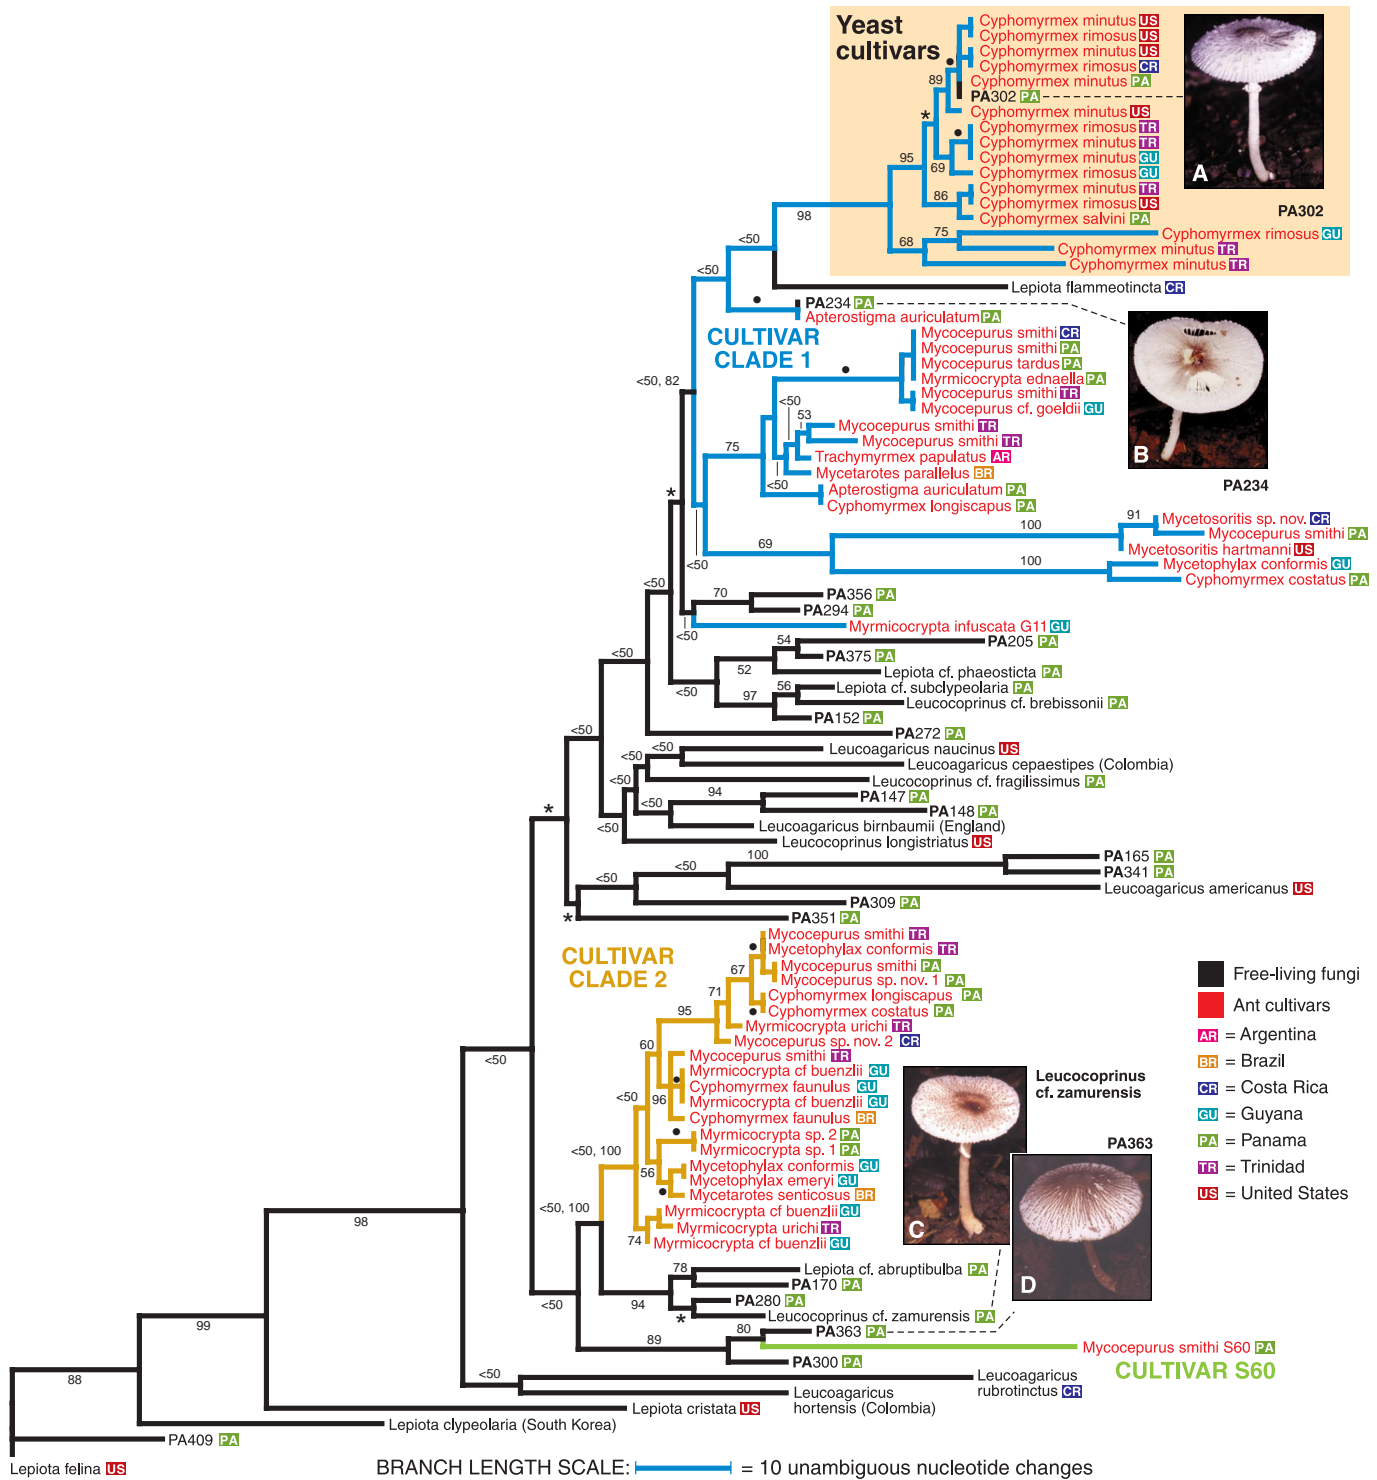 Yeast
cultivars
Cyphomyrmex minutus US
Cyphomyrmex rimosus US
Cyphomyrmex minutus US
Cyphomyrmex rimosus CR
Cyphomyrmex minutus PA
PA302 PA
Cyphomyrmex minutus US
Cyphomyrmex rimosus TR
Cyphomyrmex minutus TR
Cyphomyrmex minutus GU
Cyphomyrmex rimosus GU
Cyphomyrmex minutus TR
Cyphomyrmex rimosus US
Cyphomyrmex salvini PA
Cyphomyrmex rimosus GU
Cyphomyrmex minutus TR
Cyphomyrmex minutus TR
89
*
95
69
86
98
75
68
A
PA302
<50
<50
Lepiota flammeotincta CR
PA234 PA
Apterostigma auriculatum PA
CULTIVAR
CLADE 1
B
PA234
Mycocepurus smithi CR
Mycocepurus smithi PA
Mycocepurus tardus PA
Myrmicocrypta ednaella PA
Mycocepurus smithi TR
Mycocepurus cf. goeldii GU
<50, 82
<50
53
Mycocepurus smithi TR
Mycocepurus smithi TR
75
Trachymyrmex papulatus AR
Mycetarotes parallelus BR
<50
Apterostigma auriculatum PA
Cyphomyrmex longiscapus PA
*
91
Mycetosoritis sp. nov. CR
100
Mycocepurus smithi PA
69
Mycetosoritis hartmanni US
<50
100
Mycetophylax conformis GU
Cyphomyrmex costatus PA
<50
70
PA356 PA
PA294 PA
Myrmicocrypta infuscata G11 GU
<50
54
PA205 PA
<50
PA375 PA
52
Lepiota cf. phaeosticta PA
<50
56
Lepiota cf. subclypeolaria PA
97
Leucocoprinus cf. brebissonii PA
PA152 PA
<50
PA272 PA
<50
Leucoagaricus naucinus US
<50
Leucoagaricus cepaestipes (Colombia)
<50
Leucocoprinus cf. fragilissimus PA
94
PA147 PA
<50
PA148 PA
*
<50
Leucoagaricus birnbaumii (England)
Leucocoprinus longistriatus US
100
PA165 PA
<50
PA341 PA
<50
Leucoagaricus americanus US
PA309 PA
*
PA351 PA
CULTIVAR
CLADE 2
Mycocepurus smithi TR
Mycetophylax conformis TR
67
Mycocepurus smithi PA
Mycocepurus sp. nov. 1 PA
71
Cyphomyrmex longiscapus PA
95
Cyphomyrmex costatus PA
Myrmicocrypta urichi TR
Mycocepurus sp. nov. 2 CR
60
<50
Mycocepurus smithi TR
Myrmicocrypta cf buenzlii GU
Cyphomyrmex faunulus GU
<50
96
Myrmicocrypta cf buenzlii GU
Cyphomyrmex faunulus BR
Myrmicocrypta sp. 2 PA
<50, 100
Myrmicocrypta sp. 1 PA
56
Mycetophylax conformis GU
Mycetophylax emeryi GU
Mycetarotes senticosus BR
<50, 100
Myrmicocrypta cf buenzlii GU
Myrmicocrypta urichi TR
74
Myrmicocrypta cf buenzlii GU
98
Leucocoprinus
cf. zamurensis
C
PA363
D
Free-living fungi
Ant cultivars
AR = Argentina
BR = Brazil
CR = Costa Rica
GU = Guyana
PA = Panama
TR = Trinidad
US = United States
78
Lepiota cf. abruptibulba PA
PA170 PA
94
PA280 PA
<50
*
Leucocoprinus cf. zamurensis PA
99
80
PA363 PA
89
Mycocepurus smithi S60 PA
PA300 PA
CULTIVAR S60
88
<50
Leucoagaricus
rubrotinctus CR
Leucoagaricus
hortensis (Colombia)
Lepiota cristata US
Lepiota clypeolaria (South Korea)
PA409 PA
Lepiota felina US
BRANCH LENGTH SCALE: = 10 unambiguous nucleotide changes